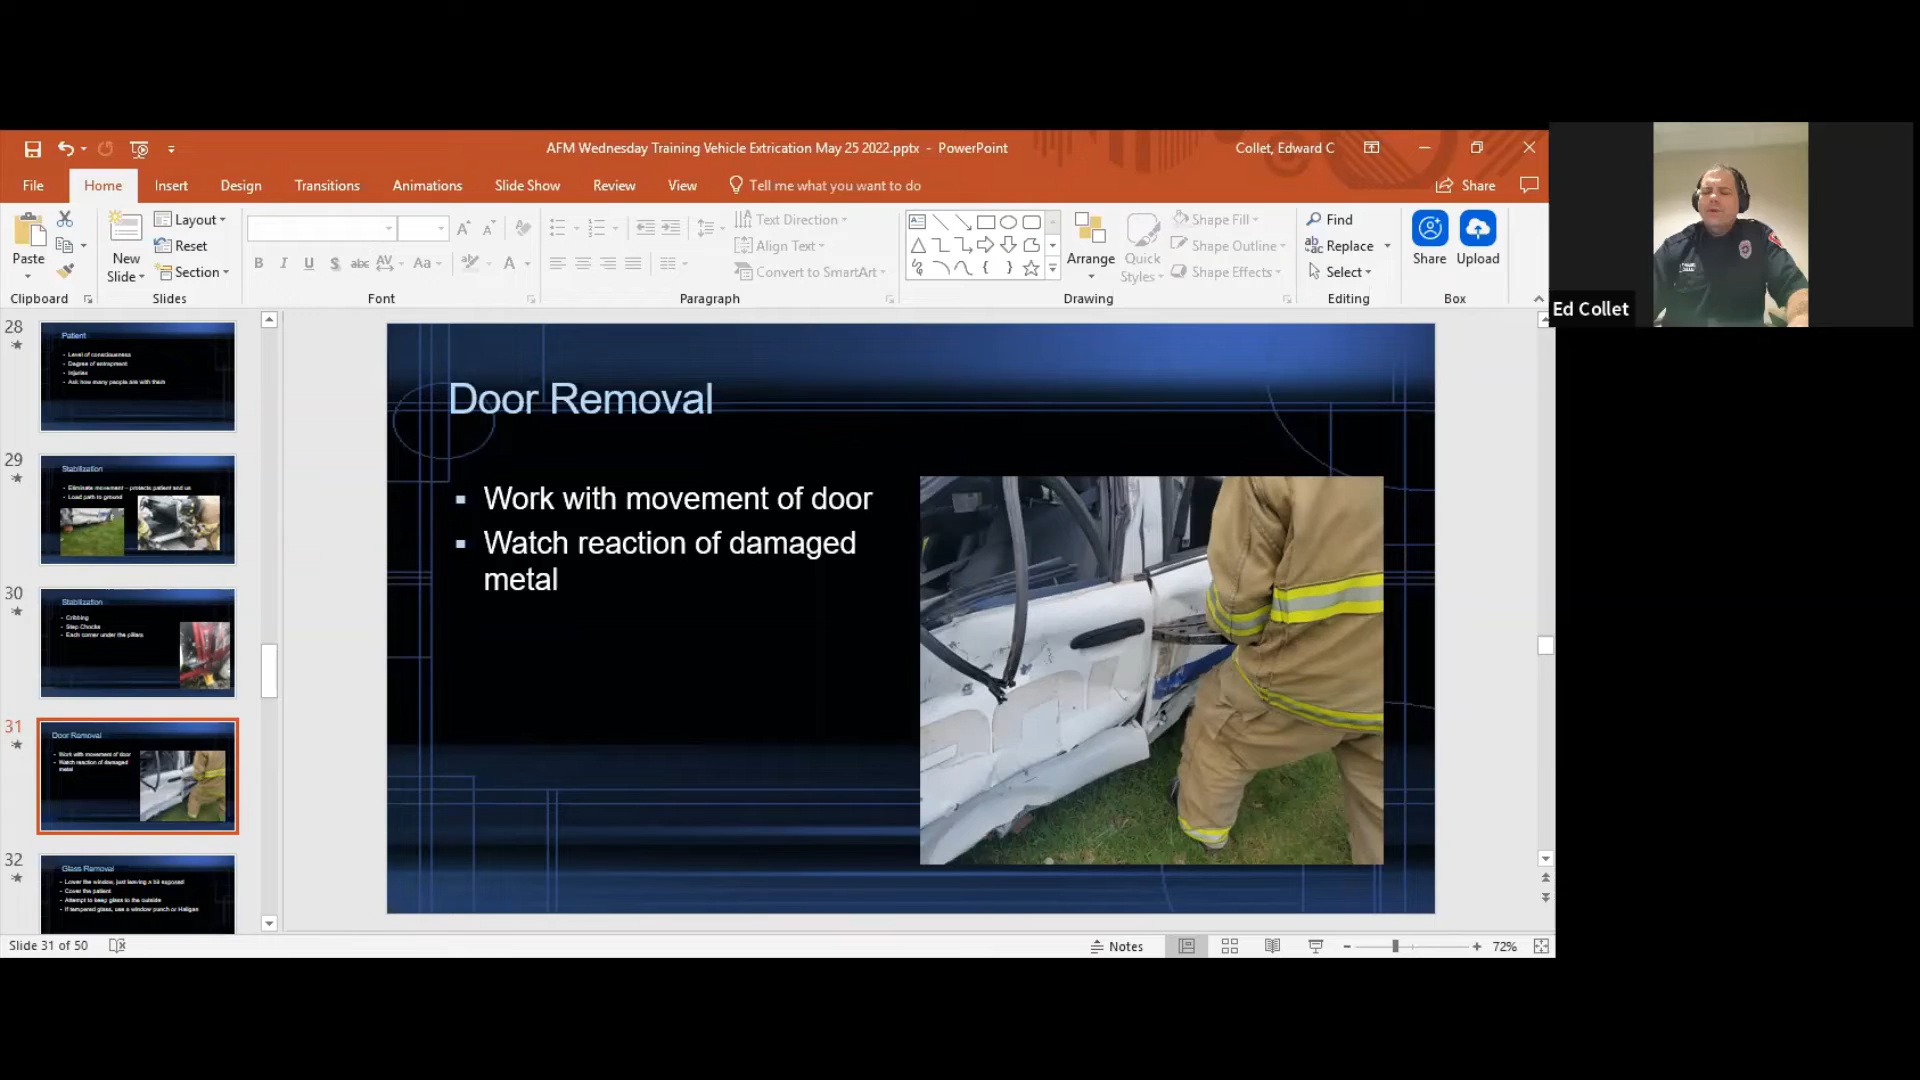 AFM Wednesday Training Vehicle Extrication May 25 2022.pptx - PowerPoint
Collet, Edward C
File
Home
Insert
Design
Transitions
Animations
Slide Show
Review
View
Tell me what you want to do
Share
Paste
New
Slide
Layout
Reset
Section
B I U S abc AV Aa A
Text Direction
Align Text
Convert to SmartArt
Arrange
Quick
Styles
Shape Fill
Shape Outline
Shape Effects
Find
Replace
Select
Share
Upload
Clipboard
Slides
Font
Paragraph
Drawing
Editing
Box
Ed Collet
28
Patient
Level of consciousness
Degree of entrapment
Injuries
Ask how many people are with them
29
Stabilization
Eliminate movement - protects patient and us
Load path to ground
30
Stabilization
Cribbing
Step Chocks
Each corner under the pillars
31
Door Removal
Work with movement of door
Watch reaction of damaged
metal
32
Glass Removal
Lower the window, just leaving a bit exposed
Cover the patient
Attempt to keep glass to the outside
If tempered glass, use a window punch or Halligan
Door Removal
Work with movement of door
Watch reaction of damaged
metal
Slide 31 of 50
Notes
72%